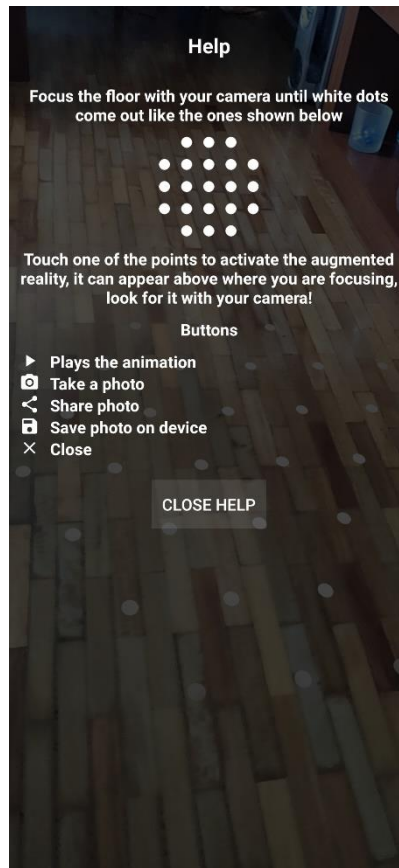 Help
Focus the floor with your camera until white dots
come out like the ones shown below
Touch one of the points to activate the augmented
reality, it can appear above where you are focusing,
look for it with your camera!
Buttons
Plays the animation
Take a photo
Share photo
Save photo on device
Close
CLOSE HELP